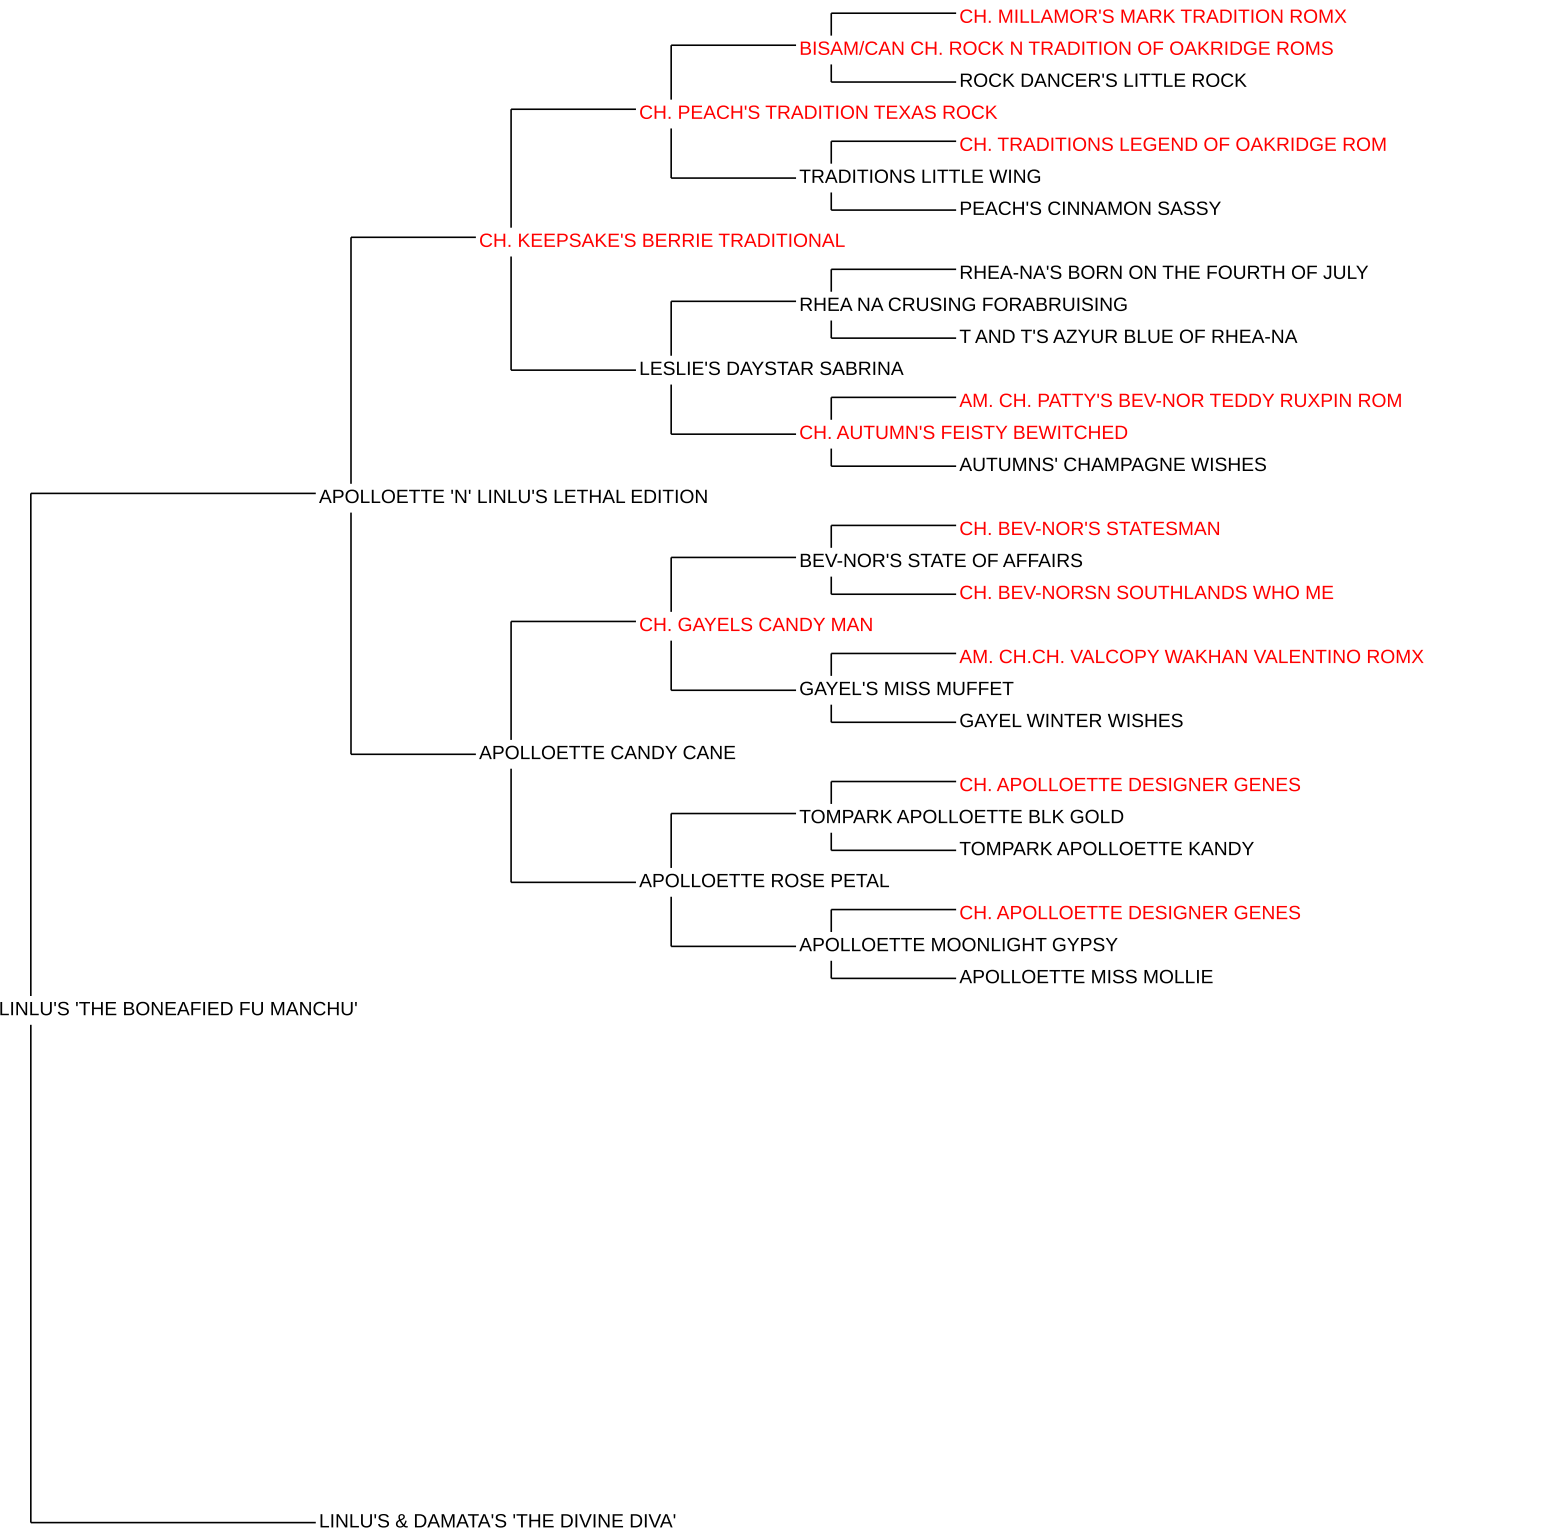 CH. MILLAMOR'S MARK TRADITION ROMX
BISAM/CAN CH. ROCK N TRADITION OF OAKRIDGE ROMS
ROCK DANCER'S LITTLE ROCK
CH. PEACH'S TRADITION TEXAS ROCK
CH. TRADITIONS LEGEND OF OAKRIDGE ROM
TRADITIONS LITTLE WING
PEACH'S CINNAMON SASSY
CH. KEEPSAKE'S BERRIE TRADITIONAL
RHEA-NA'S BORN ON THE FOURTH OF JULY
RHEA NA CRUSING FORABRUISING
T AND T'S AZYUR BLUE OF RHEA-NA
LESLIE'S DAYSTAR SABRINA
AM. CH. PATTY'S BEV-NOR TEDDY RUXPIN ROM
CH. AUTUMN'S FEISTY BEWITCHED
AUTUMNS' CHAMPAGNE WISHES
APOLLOETTE 'N' LINLU'S LETHAL EDITION
CH. BEV-NOR'S STATESMAN
BEV-NOR'S STATE OF AFFAIRS
CH. BEV-NORSN SOUTHLANDS WHO ME
CH. GAYELS CANDY MAN
AM. CH.CH. VALCOPY WAKHAN VALENTINO ROMX
GAYEL'S MISS MUFFET
GAYEL WINTER WISHES
APOLLOETTE CANDY CANE
CH. APOLLOETTE DESIGNER GENES
TOMPARK APOLLOETTE BLK GOLD
TOMPARK APOLLOETTE KANDY
APOLLOETTE ROSE PETAL
CH. APOLLOETTE DESIGNER GENES
APOLLOETTE MOONLIGHT GYPSY
APOLLOETTE MISS MOLLIE
LINLU'S 'THE BONEAFIED FU MANCHU'
LINLU'S & DAMATA'S 'THE DIVINE DIVA'